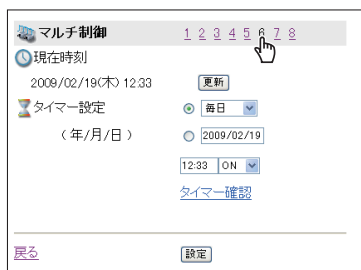 マルチ制御 1 2 3 4 5 6 7 8
現在時刻
2009/02/19(木) 12:33 更新
タイマー設定 毎日
(年/月/日) 2009/02/19
12:33 ON
タイマー確認
戻る 設定